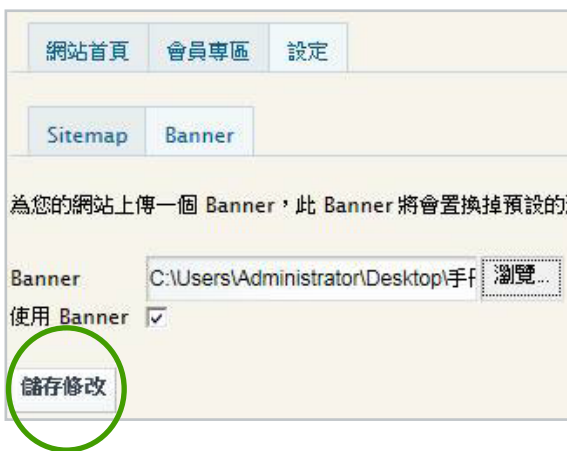 網站首頁 會員專區 設定
Sitemap Banner
為您的網站上傳一個 Banner，此 Banner 將會置換掉預設的
Banner C:\Users\Administrator\Desktop\ 瀏覽...
使用 Banner
儲存修改